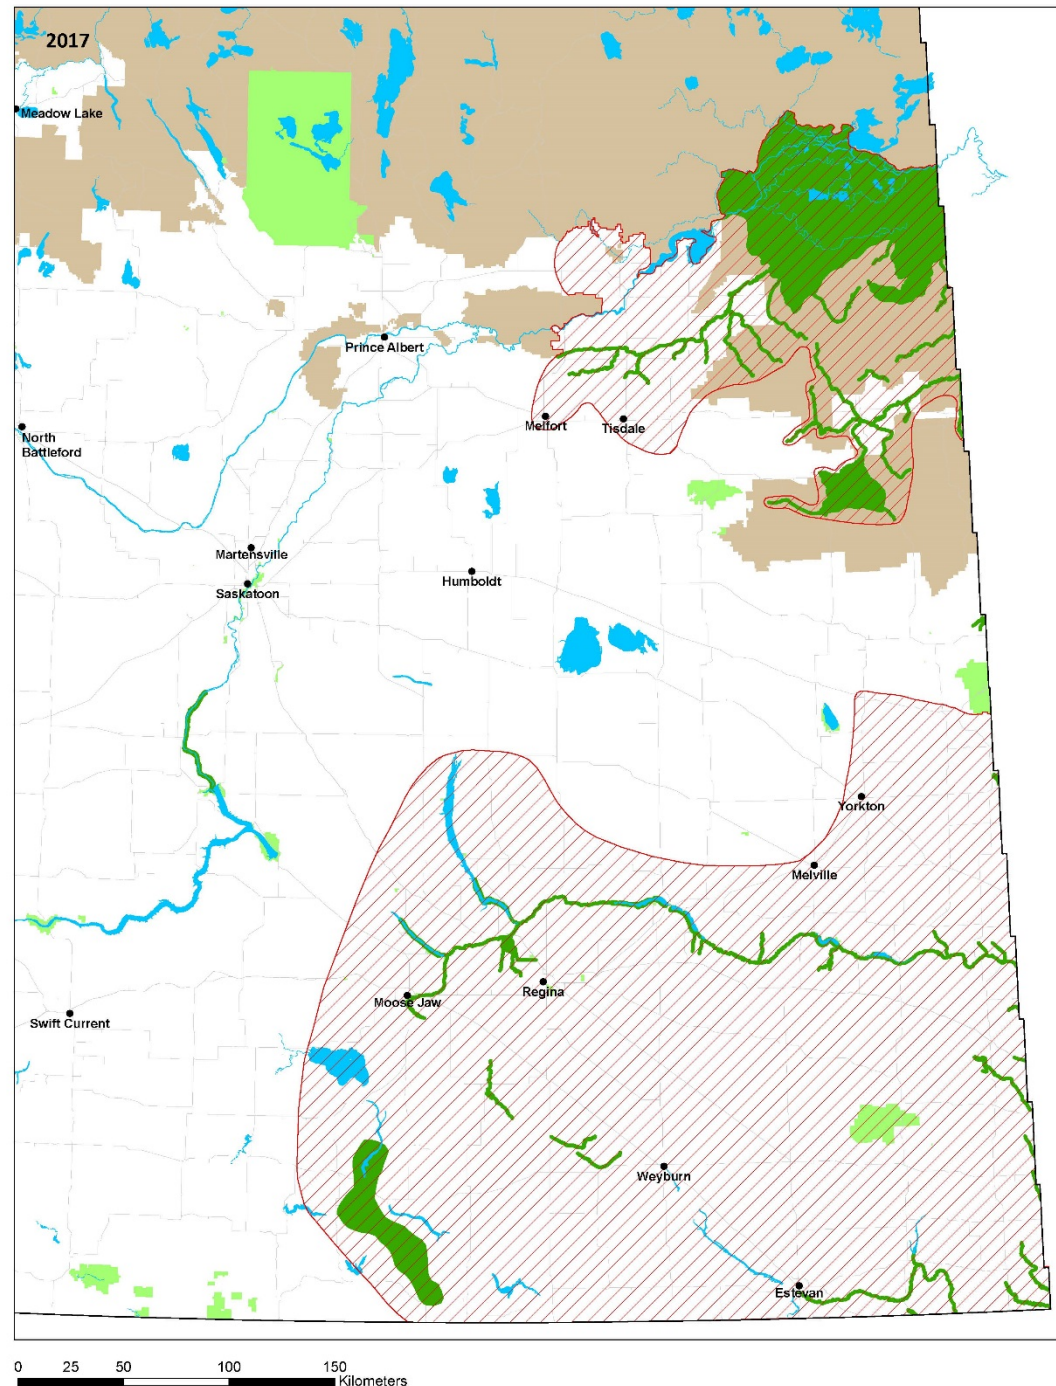 2017
Meadow Lake
Prince Albert
North
Battleford
Melfort
Tisdale
Martensville
Saskatoon
Humboldt
Yorkton
Melville
Moose Jaw
Regina
Swift Current
Weyburn
Estevan
0 25 50 100 150
Kilometers